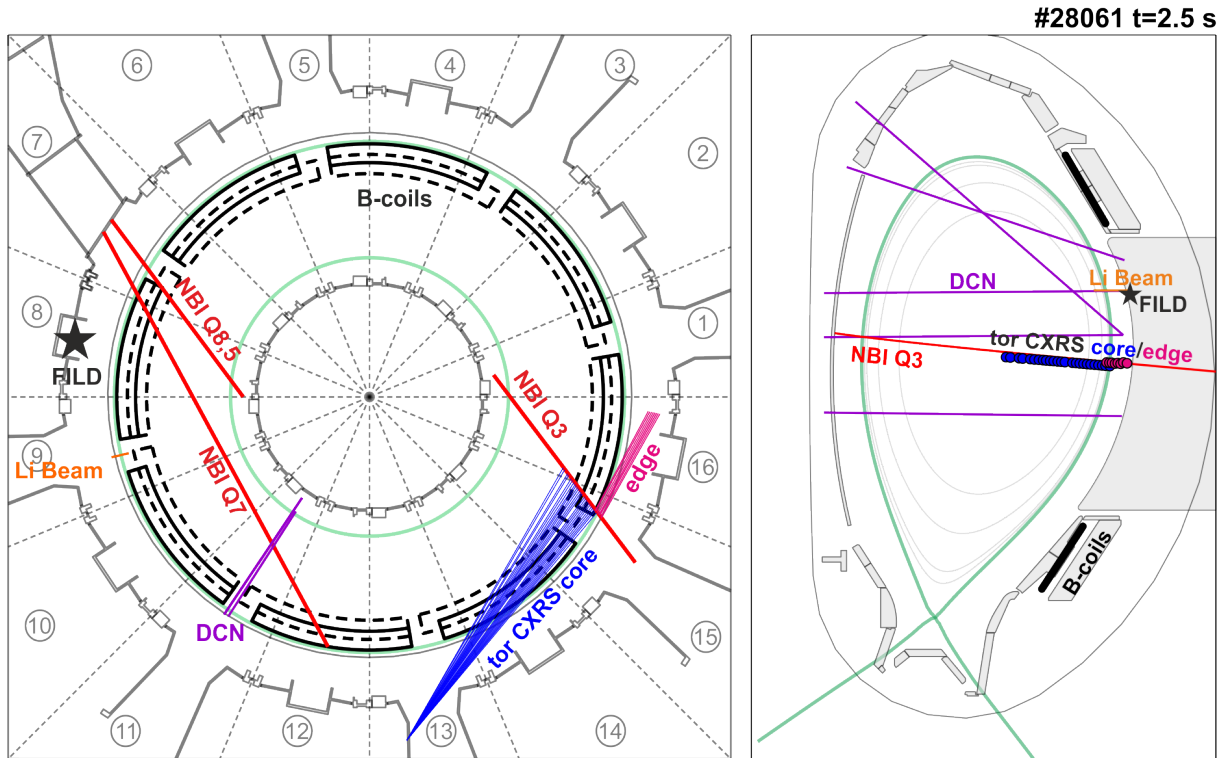 #28061 t=2.5 s
6
5
4
3
7
2
B-coils
NBI Q8,5
8
FILD
1
NBI Q3
9
Li Beam
NBI Q7
edge
16
DCN
tor CXRS core
10
15
11
12
13
14
DCN
Li Beam
FILD
tor CXRS core/edge
NBI Q3
B-coils